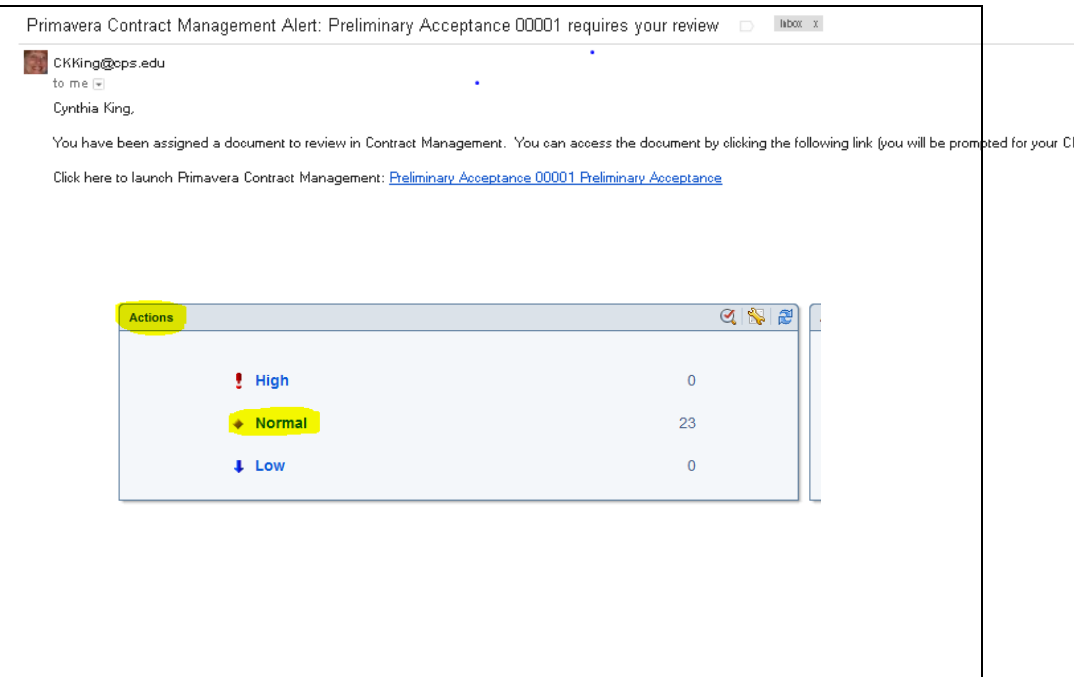 Primavera Contract Management Alert: Preliminary Acceptance 00001 requires your review Inbox x
CKKing@cps.edu
to me
Cynthia King,
You have been assigned a document to review in Contract Management. You can access the document by clicking the following link (you will be prompted for your
Click here to launch Primavera Contract Management: Preliminary Acceptance 00001 Preliminary Acceptance
Actions
High 0
Normal 23
Low 0